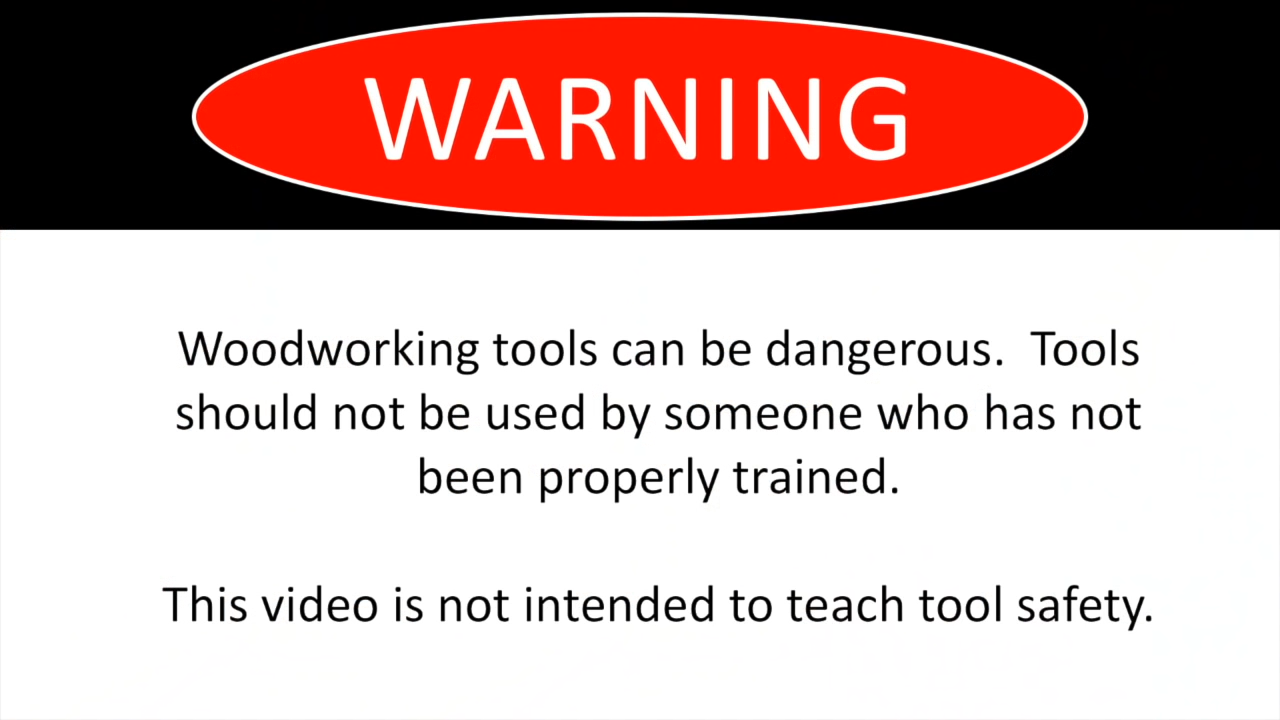 WARNING
Woodworking tools can be dangerous.  Tools
should not be used by someone who has not
been properly trained.
This video is not intended to teach tool safety.